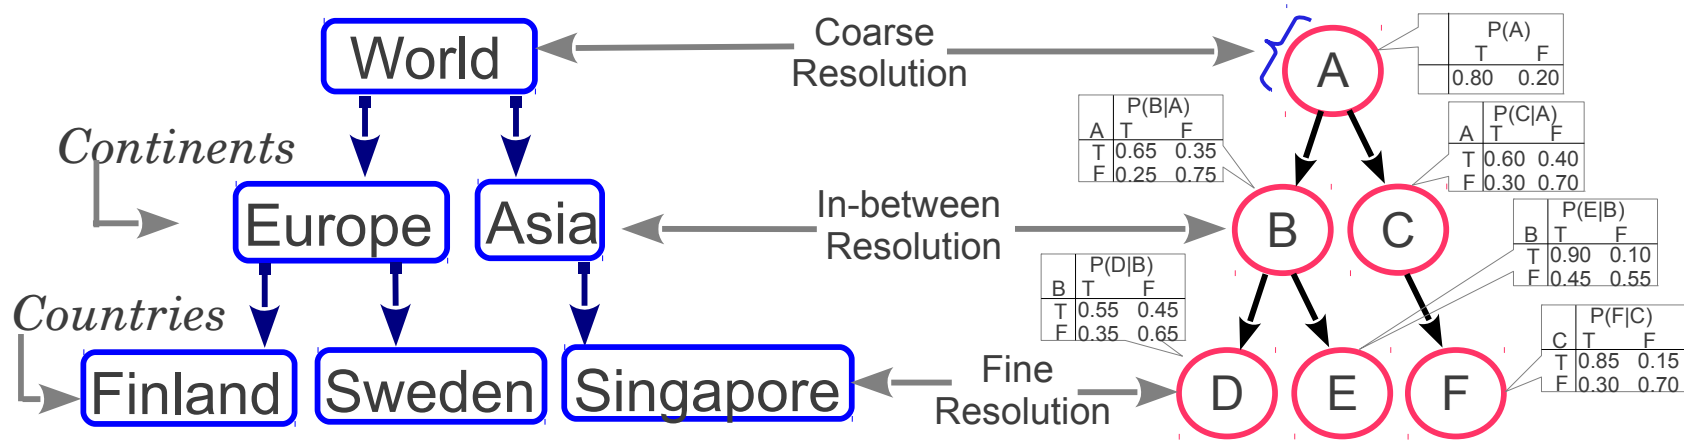 World
Continents
Europe
Asia
Countries
Finland
Sweden
Singapore
Coarse
Resolution
In-between
Resolution
Fine
Resolution
A
P(A)
T F
0.80 0.20
P(B|A)
A T F
T 0.65 0.35
F 0.25 0.75
P(C|A)
A T F
T 0.60 0.40
F 0.30 0.70
B
C
P(E|B)
B T F
T 0.90 0.10
F 0.45 0.55
P(D|B)
B T F
T 0.55 0.45
F 0.35 0.65
P(F|C)
C T F
T 0.85 0.15
F 0.30 0.70
D
E
F